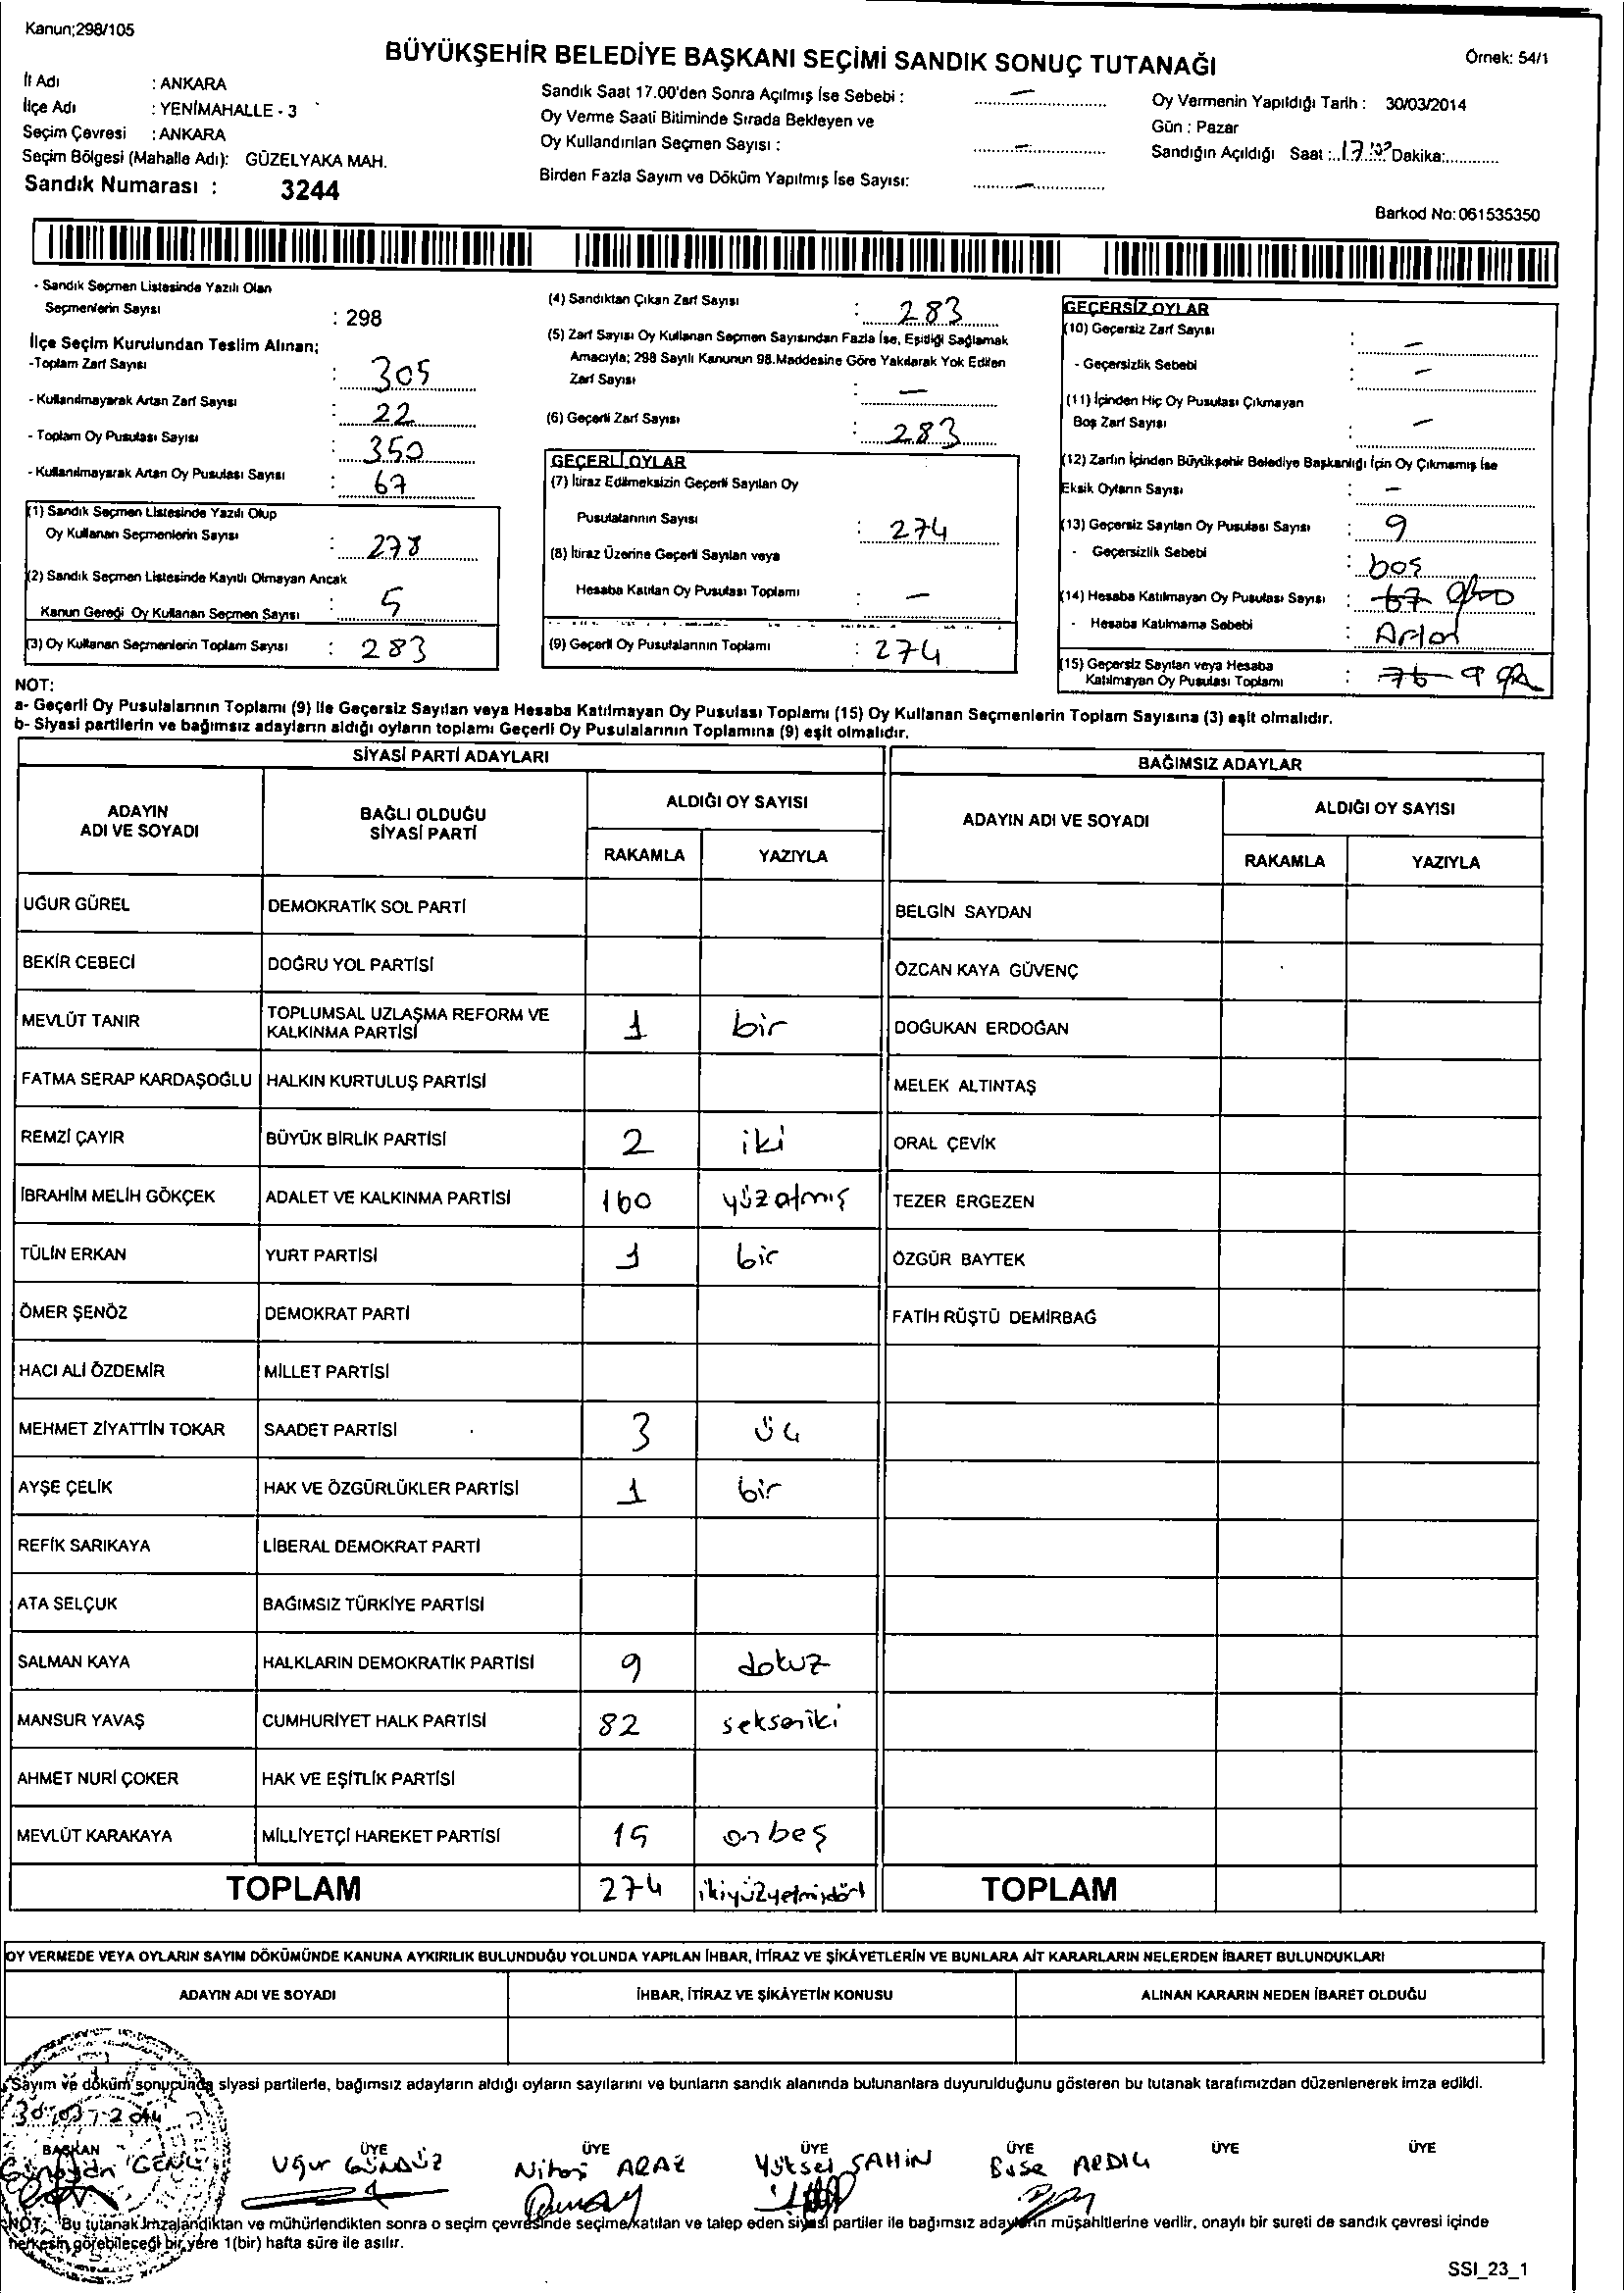 Kanun;298/105
BÜYÜKŞEHİR BELEDİYE BAŞKANI SEÇİMİ SANDIK SONUÇ TUTANAĞI
Örnek: 54/1
İl Adı : ANKARA
İlçe Adı : YENİMAHALLE - 3
Seçim Çevresi : ANKARA
Seçim Bölgesi (Mahalle Adı): GÜZELYAKA MAH.
Sandık Numarası : 3244
Sandık Saat 17.00'den Sonra Açılmış İse Sebebi : —
Oy Verme Saati Bitiminde Sırada Bekleyen ve
Oy Kullandırılan Seçmen Sayısı : —
Birden Fazla Sayım ve Döküm Yapılmış İse Sayısı: —
Oy Vermenin Yapıldığı Tarih : 30/03/2014
Gün : Pazar
Sandığın Açıldığı Saat : 17.00 Dakika:
Barkod No: 061535350
- Sandık Seçmen Listesinde Yazılı Olan
Seçmenlerin Sayısı : 298
İlçe Seçim Kurulundan Teslim Alınan;
-Toplam Zarf Sayısı : 305
- Kullanılmayarak Artan Zarf Sayısı : 22
- Toplam Oy Pusulası Sayısı : 350
- Kullanılmayarak Artan Oy Pusulası Sayısı : 67
(1) Sandık Seçmen Listesinde Yazılı Olup
Oy Kullanan Seçmenlerin Sayısı : 278
(2) Sandık Seçmen Listesinde Kayıtlı Olmayan Ancak
Kanun Gereği Oy Kullanan Seçmen Sayısı : 5
(3) Oy Kullanan Seçmenlerin Toplam Sayısı : 283
(4) Sandıktan Çıkan Zarf Sayısı : 283
(5) Zarf Sayısı Oy Kullanan Seçmen Sayısından Fazla İse, Eşitliği Sağlamak
Amacıyla; 298 Sayılı Kanunun 98.Maddesine Göre Yakılarak Yok Edilen
Zarf Sayısı : —
(6) Geçerli Zarf Sayısı : 283
GEÇERLİ OYLAR
(7) İtiraz Edilmeksizin Geçerli Sayılan Oy
Pusulalarının Sayısı : 274
(8) İtiraz Üzerine Geçerli Sayılan veya
Hesaba Katılan Oy Pusulası Toplamı : —
(9) Geçerli Oy Pusulalarının Toplamı : 274
GEÇERSİZ OYLAR
(10) Geçersiz Zarf Sayısı : —
- Geçersizlik Sebebi : —
(11) İçinden Hiç Oy Pusulası Çıkmayan
Boş Zarf Sayısı : —
(12) Zarfın İçinden Büyükşehir Belediye Başkanlığı İçin Oy Çıkmamış İse
Eksik Oyların Sayısı : —
(13) Geçersiz Sayılan Oy Pusulası Sayısı : 9
- Geçersizlik Sebebi : boş
(14) Hesaba Katılmayan Oy Pusulası Sayısı : 67
- Hesaba Katılmama Sebebi :
(15) Geçersiz Sayılan veya Hesaba
Katılmayan Oy Pusulası Toplamı : 76 9
NOT:
a- Geçerli Oy Pusulalarının Toplamı (9) ile Geçersiz Sayılan veya Hesaba Katılmayan Oy Pusulası Toplamı (15) Oy Kullanan Seçmenlerin Toplam Sayısına (3) eşit olmalıdır.
b- Siyasi partilerin ve bağımsız adayların aldığı oyların toplamı Geçerli Oy Pusulalarının Toplamına (9) eşit olmalıdır.
SİYASİ PARTİ ADAYLARI
BAĞIMSIZ ADAYLAR
ADAYIN ADI VE SOYADI
BAĞLI OLDUĞU SİYASİ PARTİ
ALDIĞI OY SAYISI
RAKAMLA YAZIYLA
ADAYIN ADI VE SOYADI
ALDIĞI OY SAYISI
RAKAMLA YAZIYLA
UĞUR GÜREL DEMOKRATİK SOL PARTİ BELGİN SAYDAN
BEKİR CEBECİ DOĞRU YOL PARTİSİ ÖZCAN KAYA GÜVENÇ
MEVLÜT TANIR TOPLUMSAL UZLAŞMA REFORM VE KALKINMA PARTİSİ 1 bir DOĞUKAN ERDOĞAN
FATMA SERAP KARDAŞOĞLU HALKIN KURTULUŞ PARTİSİ MELEK ALTINTAŞ
REMZİ ÇAYIR BÜYÜK BİRLİK PARTİSİ 2 iki ORAL ÇEVİK
İBRAHİM MELİH GÖKÇEK ADALET VE KALKINMA PARTİSİ 160 yüzatmış TEZER ERGEZEN
TÜLİN ERKAN YURT PARTİSİ 1 bir ÖZGÜR BAYTEK
ÖMER ŞENÖZ DEMOKRAT PARTİ FATİH RÜŞTÜ DEMİRBAĞ
HACI ALİ ÖZDEMİR MİLLET PARTİSİ
MEHMET ZİYATTİN TOKAR SAADET PARTİSİ 3 üç
AYŞE ÇELİK HAK VE ÖZGÜRLÜKLER PARTİSİ 1 bir
REFİK SARIKAYA LİBERAL DEMOKRAT PARTİ
ATA SELÇUK BAĞIMSIZ TÜRKİYE PARTİSİ
SALMAN KAYA HALKLARIN DEMOKRATİK PARTİSİ 9 dokuz
MANSUR YAVAŞ CUMHURİYET HALK PARTİSİ 82 sekseniki
AHMET NURİ ÇOKER HAK VE EŞİTLİK PARTİSİ
MEVLÜT KARAKAYA MİLLİYETÇİ HAREKET PARTİSİ 15 onbeş
TOPLAM 274 ikiyüzyetmişdört TOPLAM
OY VERMEDE VEYA OYLARIN SAYIM DÖKÜMÜNDE KANUNA AYKIRILIK BULUNDUĞU YOLUNDA YAPILAN İHBAR, İTİRAZ VE ŞİKÂYETLERİN VE BUNLARA AİT KARARLARIN NELERDEN İBARET BULUNDUKLARI
ADAYIN ADI VE SOYADI İHBAR, İTİRAZ VE ŞİKÂYETİN KONUSU ALINAN KARARIN NEDEN İBARET OLDUĞU
Sayım ve döküm sonucunda siyasi partilerle, bağımsız adayların aldığı oyların sayılarını ve bunların sandık alanında bulunanlara duyurulduğunu gösteren bu tutanak tarafımızdan düzenlenerek imza edildi.
30/03/2014
BAŞKAN ÜYE ÜYE ÜYE ÜYE ÜYE ÜYE
GENÇ Uğur GÜNDÜZ ARAZ Yüksel ŞAHİN Buse ARDIÇ
NOT: Bu tutanak imzalandıktan ve mühürlendikten sonra o seçim çevresinde seçime katılan ve talep eden siyasi partiler ile bağımsız adayların müşahitlerine verilir, onaylı bir sureti de sandık çevresi içinde
herkesin görebileceği bir yere 1(bir) hafta süre ile asılır.
SSI_23_1